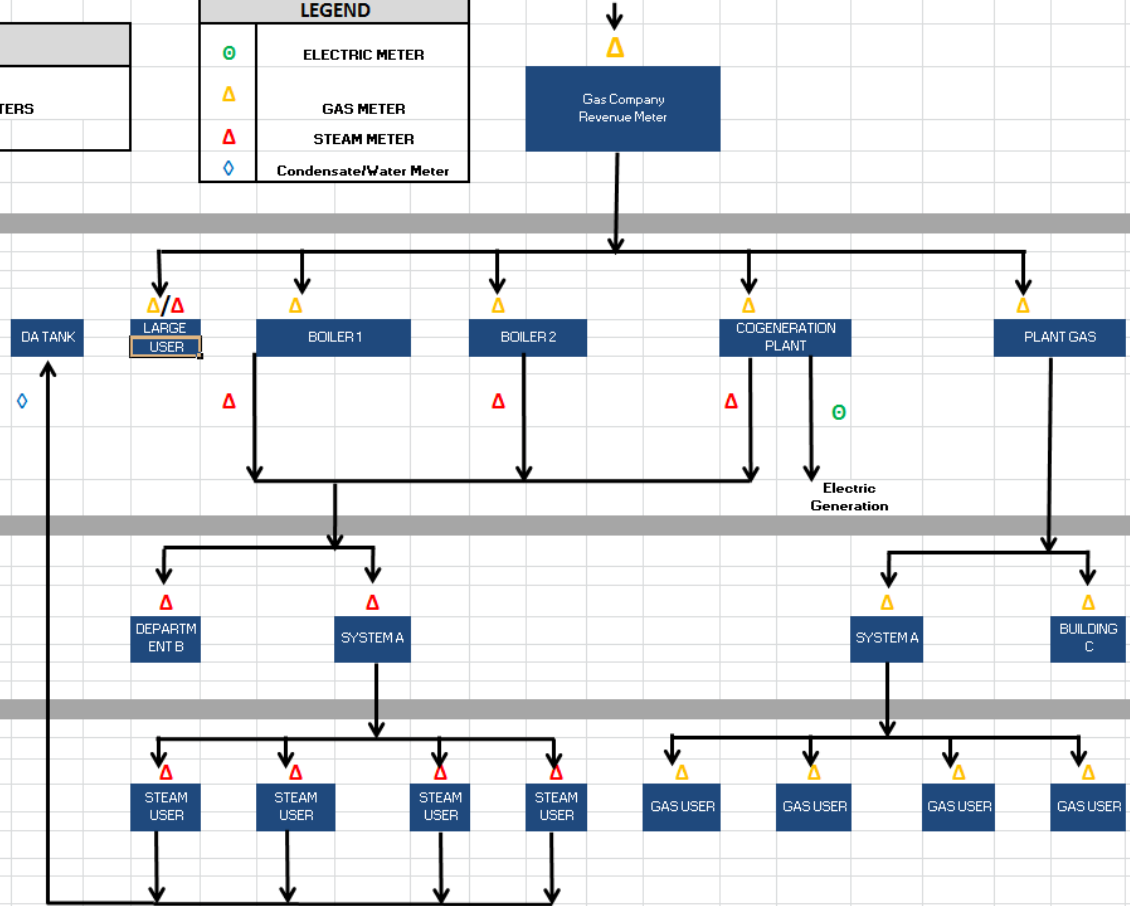 LEGEND
Θ ELECTRIC METER
Δ GAS METER
Δ STEAM METER
◊ Condensate/Water Meter
TERS
Δ
Gas Company
Revenue Meter
Δ/Δ Δ Δ Δ Δ
DA TANK
LARGE
USER
BOILER 1
BOILER 2
COGENERATION
PLANT
PLANT GAS
◊ Δ Δ Δ Θ
Electric
Generation
Δ Δ Δ Δ
DEPARTM
ENT B
SYSTEM A
SYSTEM A
BUILDING
C
Δ Δ Δ Δ Δ Δ Δ Δ
STEAM
USER
STEAM
USER
STEAM
USER
STEAM
USER
GAS USER
GAS USER
GAS USER
GAS USER